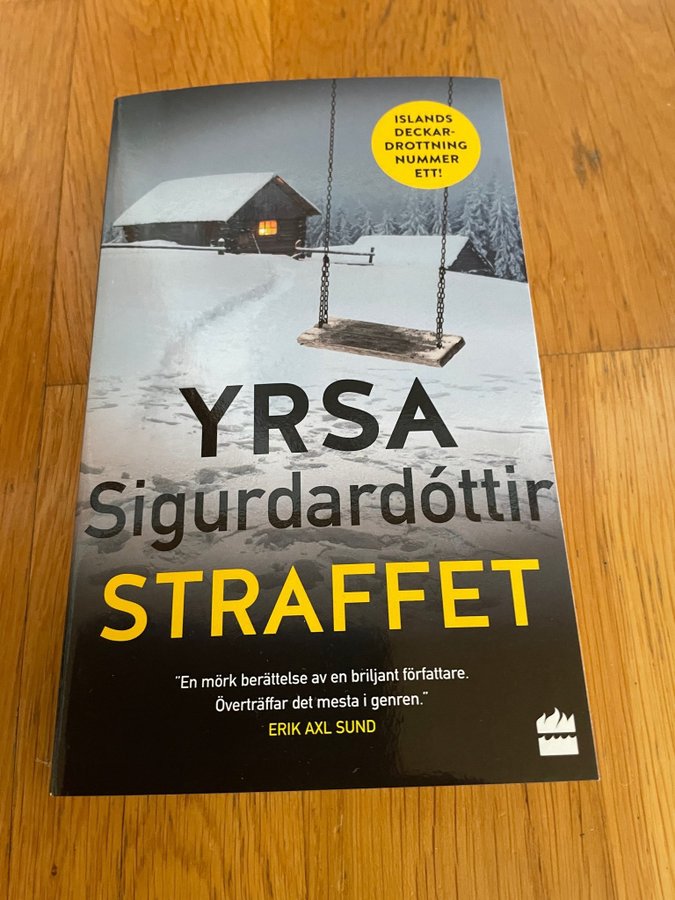 ISLANDS
DECKAR-
DROTTNING
NUMMER
ETT!
YRSA
Sigurdardóttir
STRAFFET
”En mörk berättelse av en briljant författare.
Överträffar det mesta i genren.”
ERIK AXL SUND